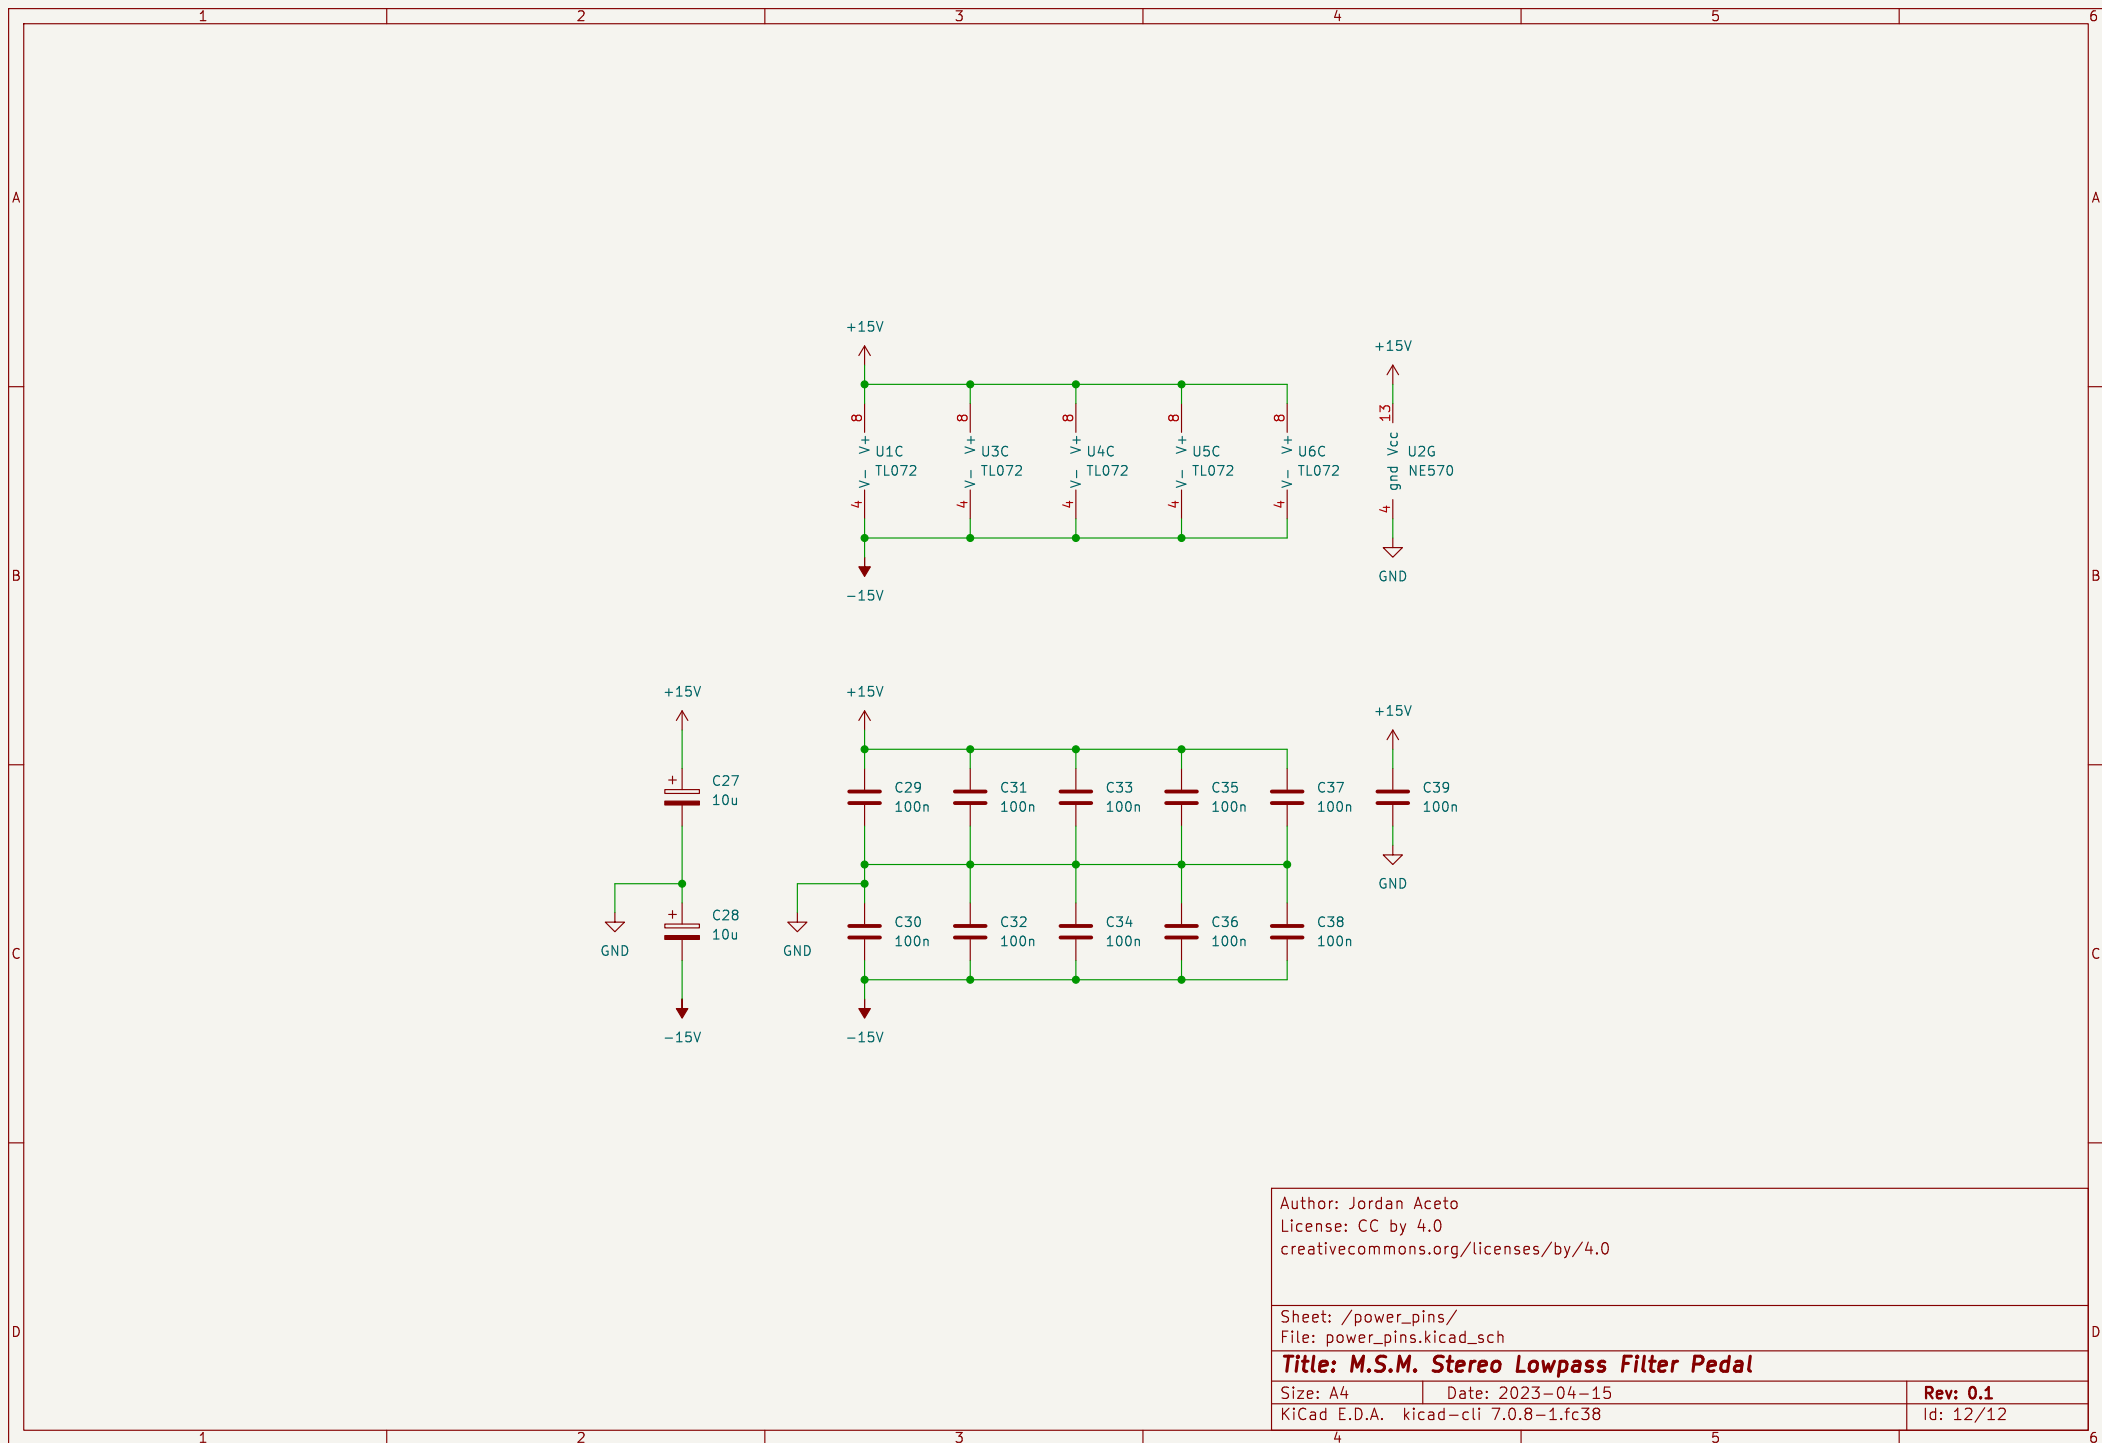 1 2 3 4 5 6
A A
B B
C C
D D
+15V
+15V
8 8 8 8 8 13
V+ V+ V+ V+ V+ Vcc
U1C U3C U4C U5C U6C U2G
TL072 TL072 TL072 TL072 TL072 NE570
V- V- V- V- V- gnd
4 4 4 4 4 4
GND
-15V
+15V +15V
+15V
+ C27
10u
C29 C31 C33 C35 C37 C39
100n 100n 100n 100n 100n 100n
GND
+ C28
10u
C30 C32 C34 C36 C38
100n 100n 100n 100n 100n
GND GND
-15V -15V
Author: Jordan Aceto
License: CC by 4.0
creativecommons.org/licenses/by/4.0
Sheet: /power_pins/
File: power_pins.kicad_sch
Title: M.S.M. Stereo Lowpass Filter Pedal
Size: A4 Date: 2023-04-15 Rev: 0.1
KiCad E.D.A. kicad-cli 7.0.8-1.fc38 Id: 12/12
1 2 3 4 5 6